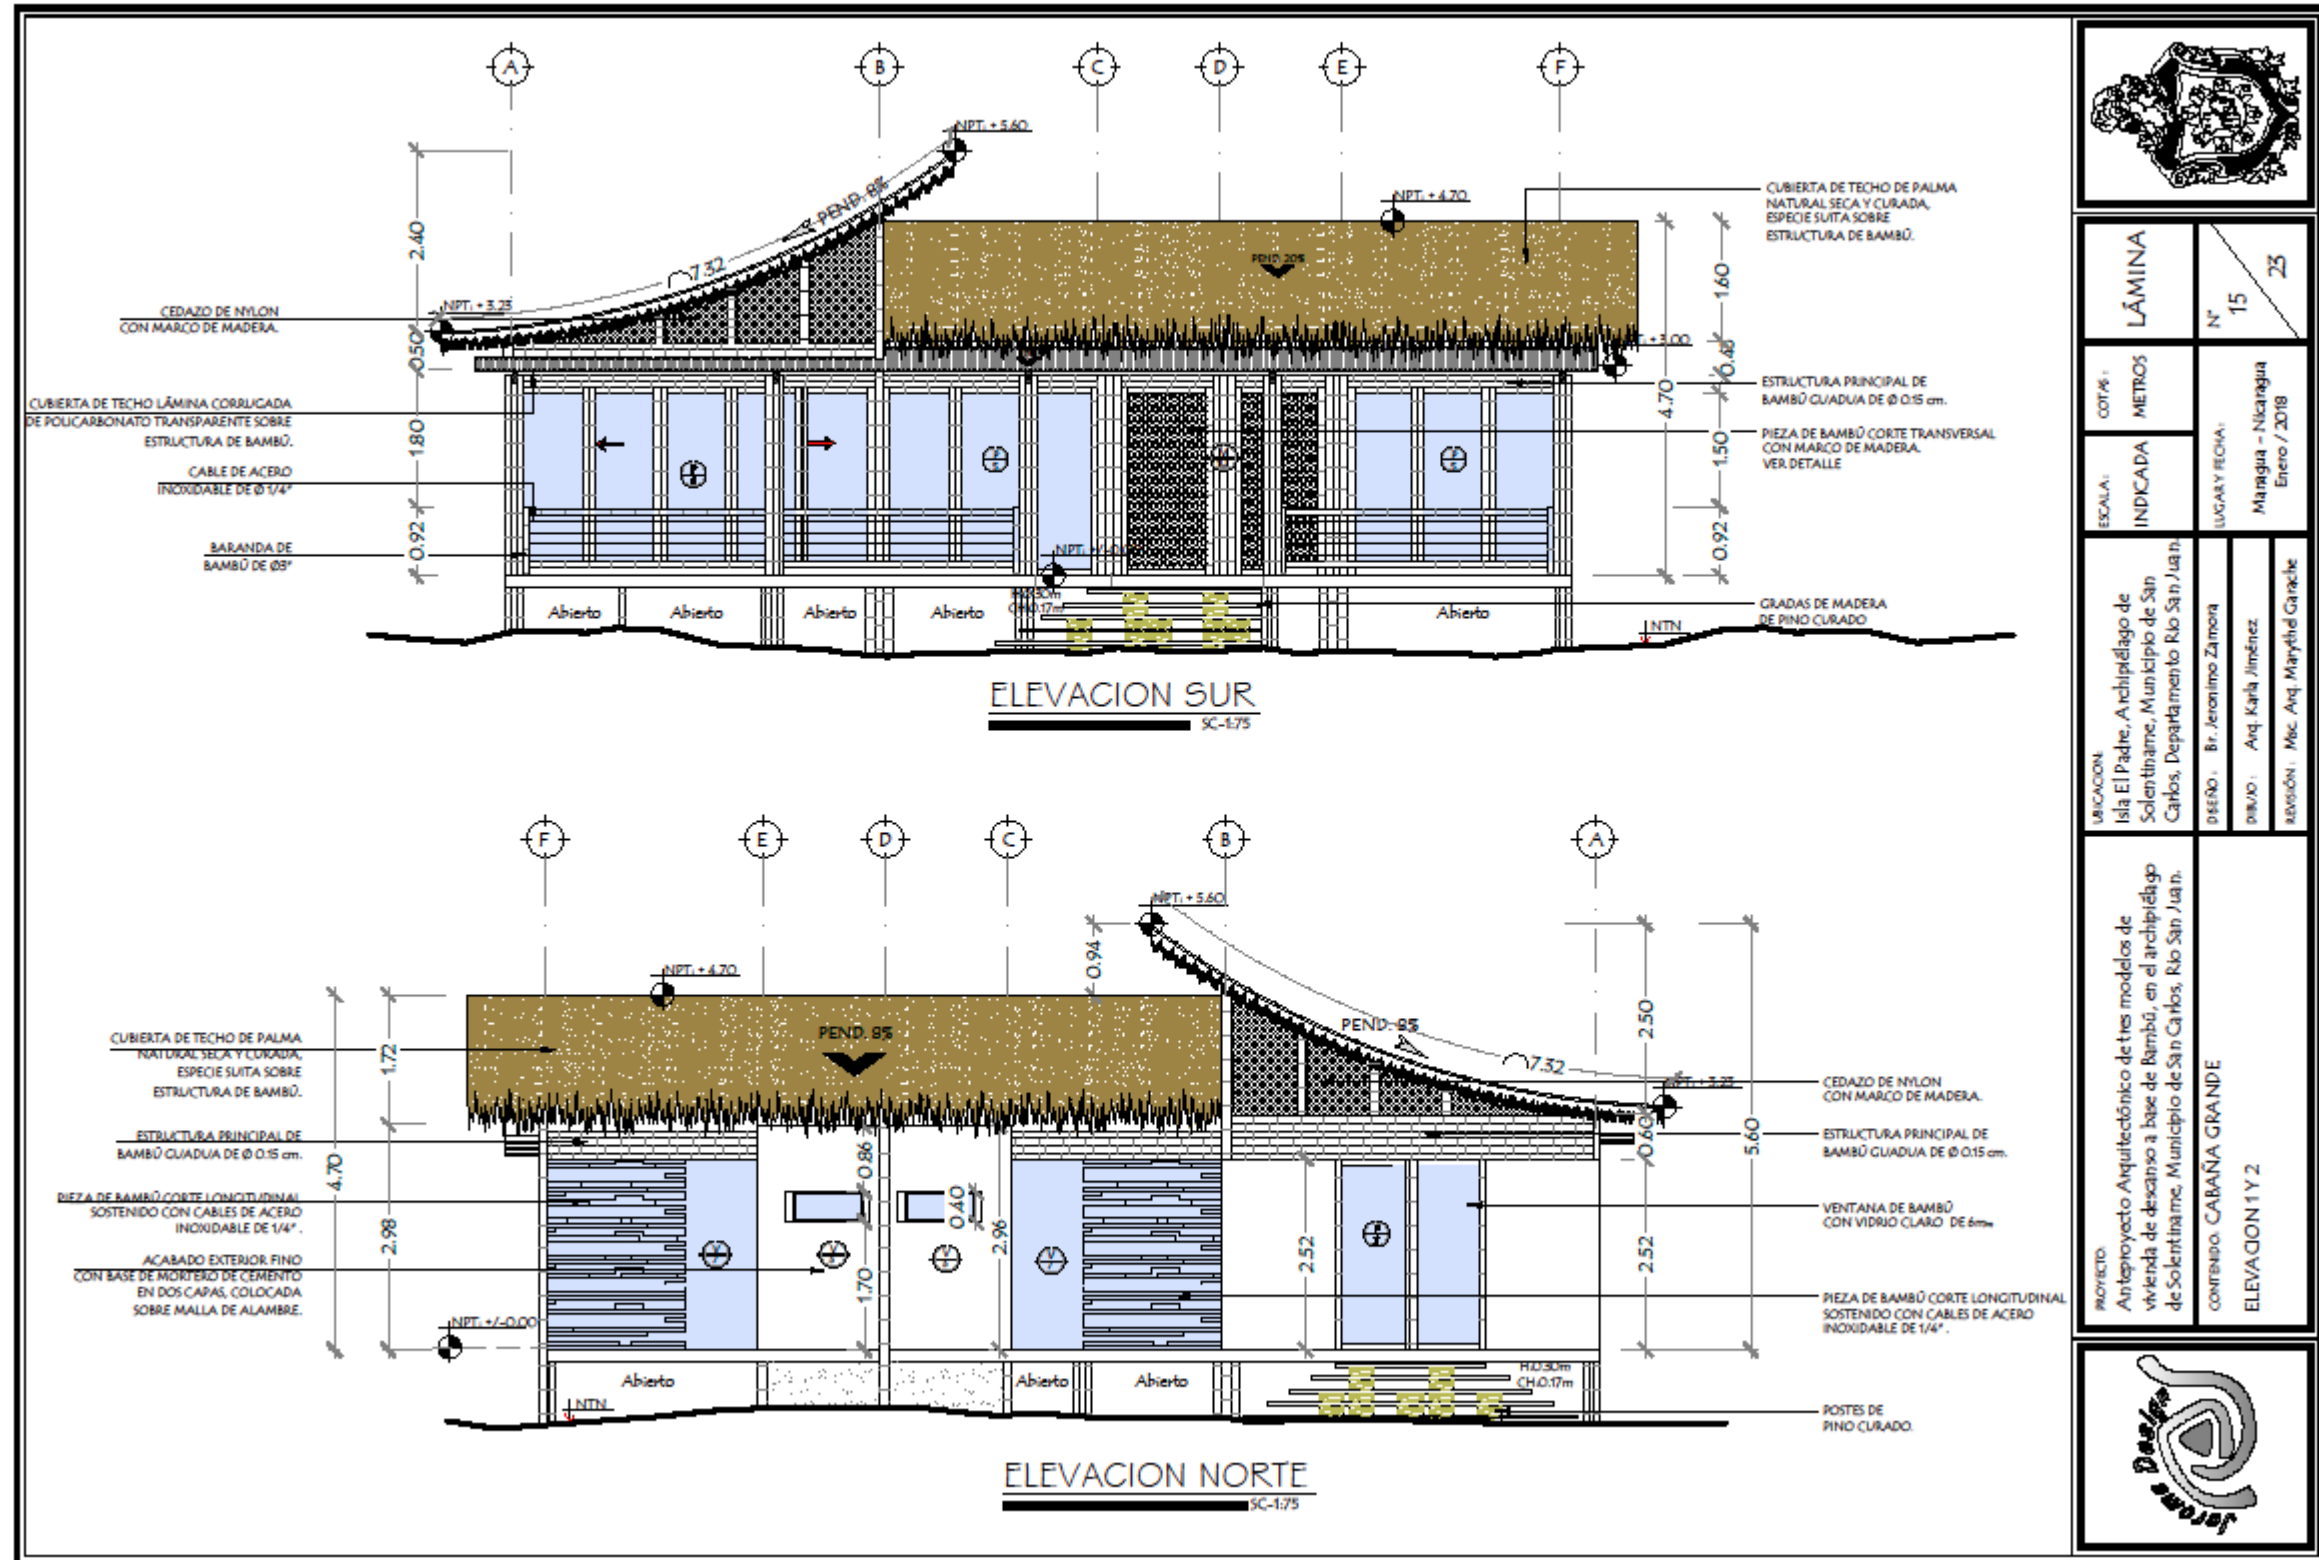 A
B
C
D
E
F
NPT: + 5.60
PEND. 8%
7.32
NPT: + 3.23
NPT: + 4.70
PEND. 20%
2.40
0.50
1.80
0.92
1.60
4.70
1.50
0.92
CEDAZO DE NYLON
CON MARCO DE MADERA.
CUBIERTA DE TECHO LÁMINA CORRUGADA
DE POLICARBONATO TRANSPARENTE SOBRE
ESTRUCTURA DE BAMBÚ.
CABLE DE ACERO
INOXIDABLE DE Ø 1/4"
BARANDA DE
BAMBÚ DE Ø3"
CUBIERTA DE TECHO DE PALMA
NATURAL SECA Y CURADA,
ESPECIE SUITA SOBRE
ESTRUCTURA DE BAMBÚ.
ESTRUCTURA PRINCIPAL DE
BAMBÚ GUADUA DE Ø 0.15 cm.
PIEZA DE BAMBÚ CORTE TRANSVERSAL
CON MARCO DE MADERA.
VER DETALLE
GRADAS DE MADERA
DE PINO CURADO
Abierto
Abierto
Abierto
Abierto
Abierto
CH:0.17m
NTN
ELEVACION SUR
SC-1:75
F
E
D
C
B
A
NPT: + 5.60
NPT: + 4.70
PEND. 8%
PEND. 8%
7.32
0.94
2.50
5.60
0.60
2.52
2.52
1.72
4.70
2.98
0.86
0.40
1.70
2.96
CUBIERTA DE TECHO DE PALMA
NATURAL SECA Y CURADA,
ESPECIE SUITA SOBRE
ESTRUCTURA DE BAMBÚ.
ESTRUCTURA PRINCIPAL DE
BAMBÚ GUADUA DE Ø 0.15 cm.
PIEZA DE BAMBÚ CORTE LONGITUDINAL
SOSTENIDO CON CABLES DE ACERO
INOXIDABLE DE 1/4".
ACABADO EXTERIOR FINO
CON BASE DE MORTERO DE CEMENTO
EN DOS CAPAS, COLOCADA
SOBRE MALLA DE ALAMBRE.
NPT: +/-0.00
CEDAZO DE NYLON
CON MARCO DE MADERA.
ESTRUCTURA PRINCIPAL DE
BAMBÚ GUADUA DE Ø 0.15 cm.
VENTANA DE BAMBÚ
CON VIDRIO CLARO DE 6mm
PIEZA DE BAMBÚ CORTE LONGITUDINAL
SOSTENIDO CON CABLES DE ACERO
INOXIDABLE DE 1/4".
POSTES DE
PINO CURADO.
Abierto
Abierto
Abierto
H:0.30m
CH:0.17m
NTN
ELEVACION NORTE
SC-1:75
LÁMINA
N°
15
23
COTAS:
METROS
ESCALA:
INDICADA
LUGAR Y FECHA:
Managua - Nicaragua
Enero / 2018
UBICACION:
Isla El Padre, Archipiélago de
Solentiname, Municipio de San
Carlos, Departamento Río San Juan.
DISEÑO: Br. Jeronimo Zamora
DIBUJO: Arq. Karla Jiménez
REVISIÓN: Msc. Arq. Marythel Garache
PROYECTO:
Anteproyecto Arquitectónico de tres modelos de
vivienda de descanso a base de Bambú, en el archipiélago
de Solentiname, Municipio de San Carlos, Río San Juan.
CONTENIDO: CABAÑA GRANDE
ELEVACION 1 Y 2
Jerome Design